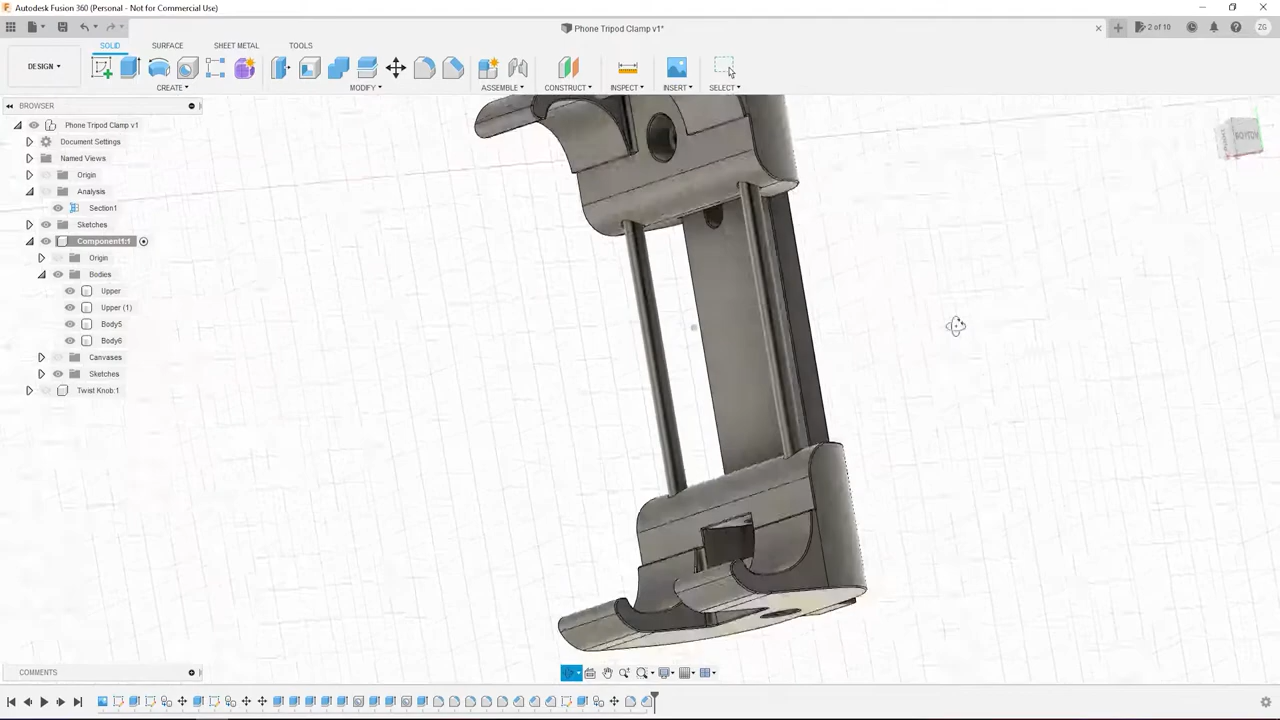 Autodesk Fusion 360 (Personal - Not for Commercial Use)
Phone Tripod Clamp v1*
2 of 10
ZG
SOLID SURFACE SHEET METAL TOOLS
DESIGN
CREATE MODIFY ASSEMBLE CONSTRUCT INSPECT INSERT SELECT
BROWSER
Phone Tripod Clamp v1
Document Settings
Named Views
Origin
Analysis
Section1
Sketches
Component1:1
Origin
Bodies
Upper
Upper (1)
Body5
Body6
Canvases
Sketches
Twist Knob:1
COMMENTS